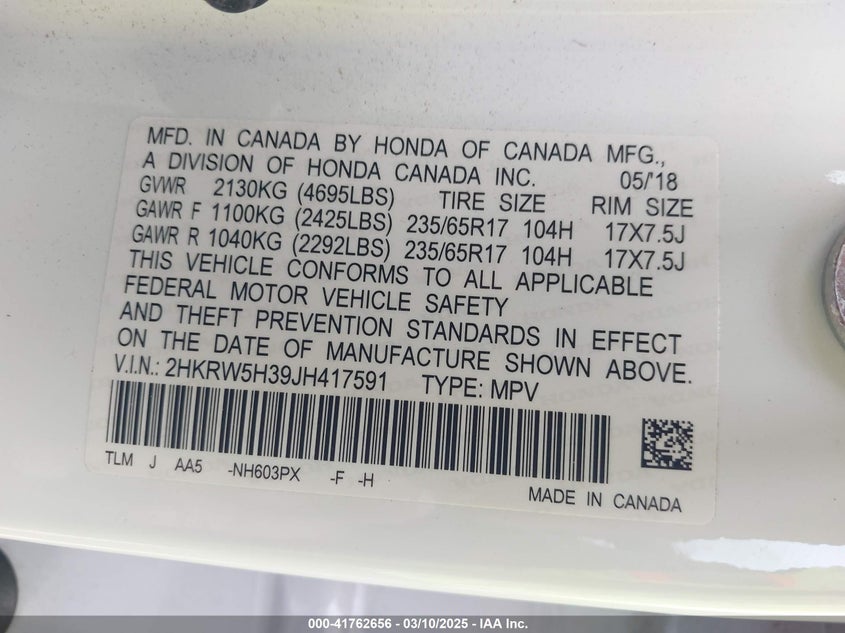 MFD. IN CANADA BY HONDA OF CANADA MFG.,
A DIVISION OF HONDA CANADA INC. 05/'18
GVWR 2130KG (4695LBS) TIRE SIZE RIM SIZE
GAWR F 1100KG (2425LBS) 235/65R17 104H 17X7.5J
GAWR R 1040KG (2292LBS) 235/65R17 104H 17X7.5J
THIS VEHICLE CONFORMS TO ALL APPLICABLE
FEDERAL MOTOR VEHICLE SAFETY
AND THEFT PREVENTION STANDARDS IN EFFECT
ON THE DATE OF MANUFACTURE SHOWN ABOVE.
V.I.N.: 2HKRW5H39JH417591 TYPE: MPV
TLM J AA5 -NH603PX -F -H
MADE IN CANADA
000-41762656 - 03/10/2025 - IAA Inc.